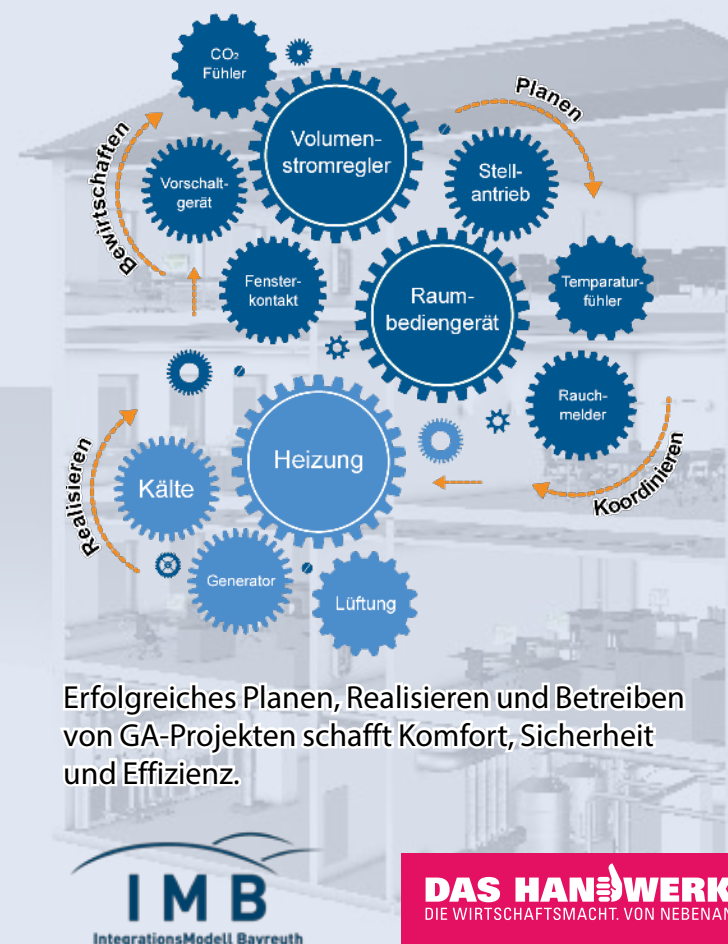 CO₂
Fühler
Volumen-
stromregler
Planen
Bewirtschaften
Vorschalt-
gerät
Stell-
antrieb
Fenster-
kontakt
Raum-
bediengerät
Temperatur-
fühler
Rauch-
melder
Heizung
Koordinieren
Realisieren
Kälte
Generator
Lüftung
Erfolgreiches Planen, Realisieren und Betreiben
von GA-Projekten schafft Komfort, Sicherheit
und Effizienz.
IMB
IntegrationsModell Bayreuth
DAS HANDWERK
DIE WIRTSCHAFTSMACHT. VON NEBENAN